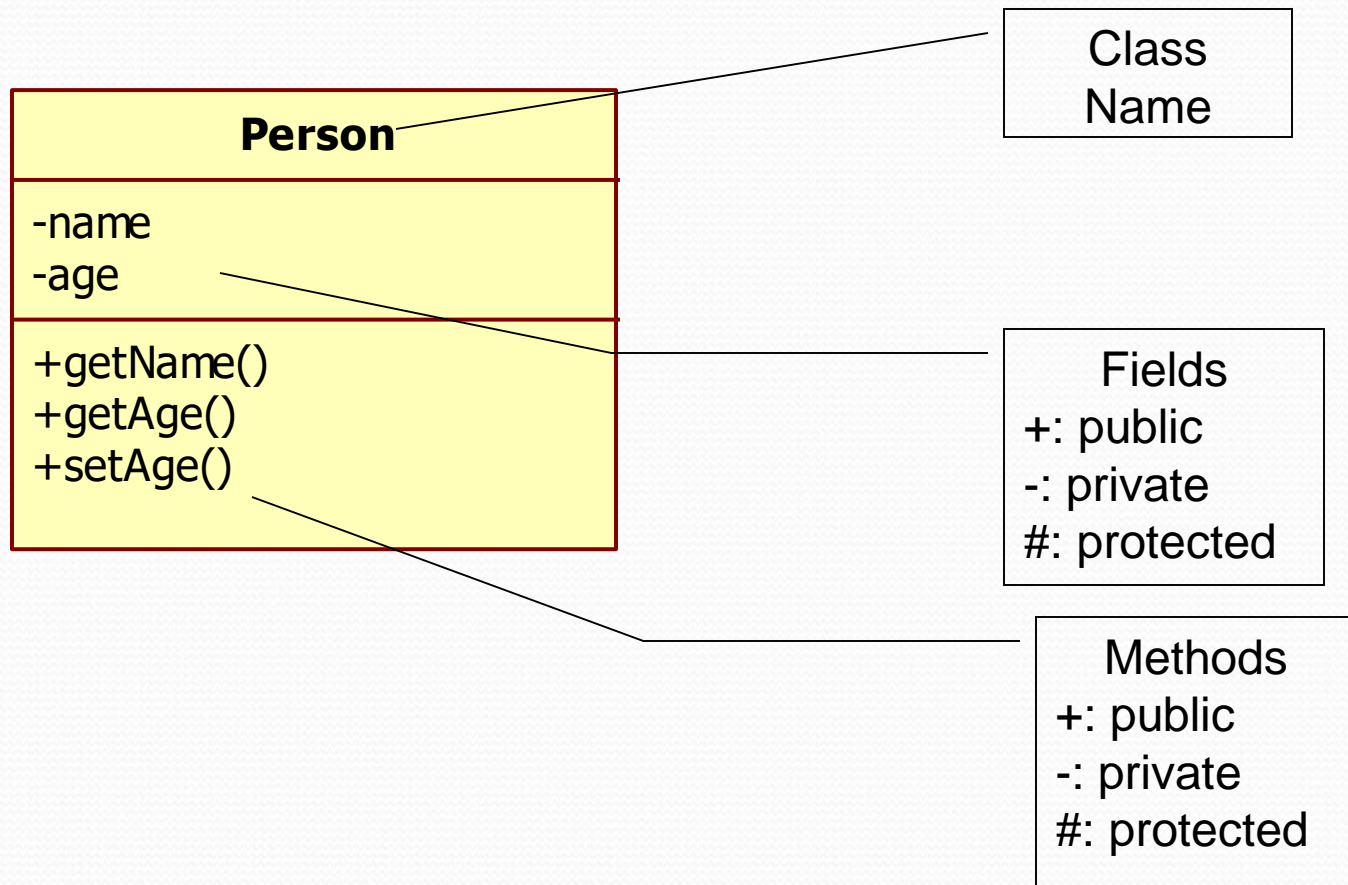 Person
-name
-age
+getName()
+getAge()
+setAge()
Class
Name
Fields
+: public
-: private
#: protected
Methods
+: public
-: private
#: protected